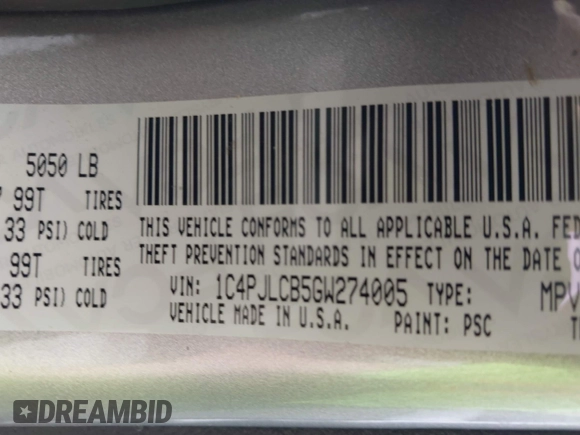 5050 LB
99T TIRES
33 PSI) COLD
99T TIRES
33 PSI) COLD
THIS VEHICLE CONFORMS TO ALL APPLICABLE U.S.A. FED
THEFT PREVENTION STANDARDS IN EFFECT ON THE DATE O
VIN: 1C4PJLCB5GW274005 TYPE: MPV
VEHICLE MADE IN U.S.A. PAINT: PSC
DREAMBID